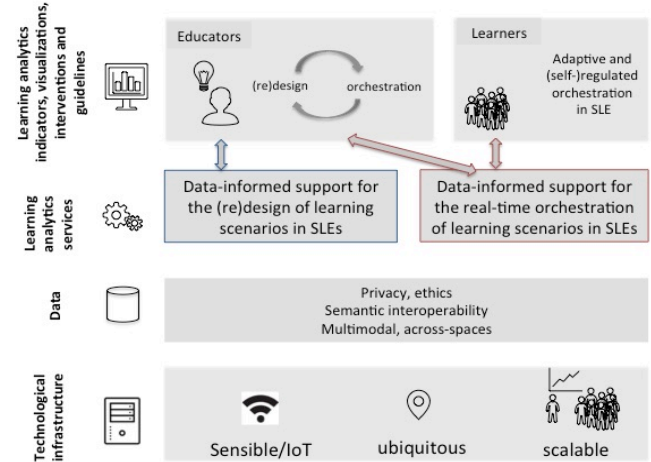 Learning analytics
indicators, visualizations,
interventions and
guidelines
Educators
(re)design
orchestration
Learners
Adaptive and
(self-)regulated
orchestration
in SLE
Learning
analytics
services
Data-informed support for
the (re)design of learning
scenarios in SLEs
Data-informed support for
the real-time orchestration
of learning scenarios in SLEs
Data
Privacy, ethics
Semantic interoperability
Multimodal, across-spaces
Technological
infrastructure
Sensible/IoT
ubiquitous
scalable